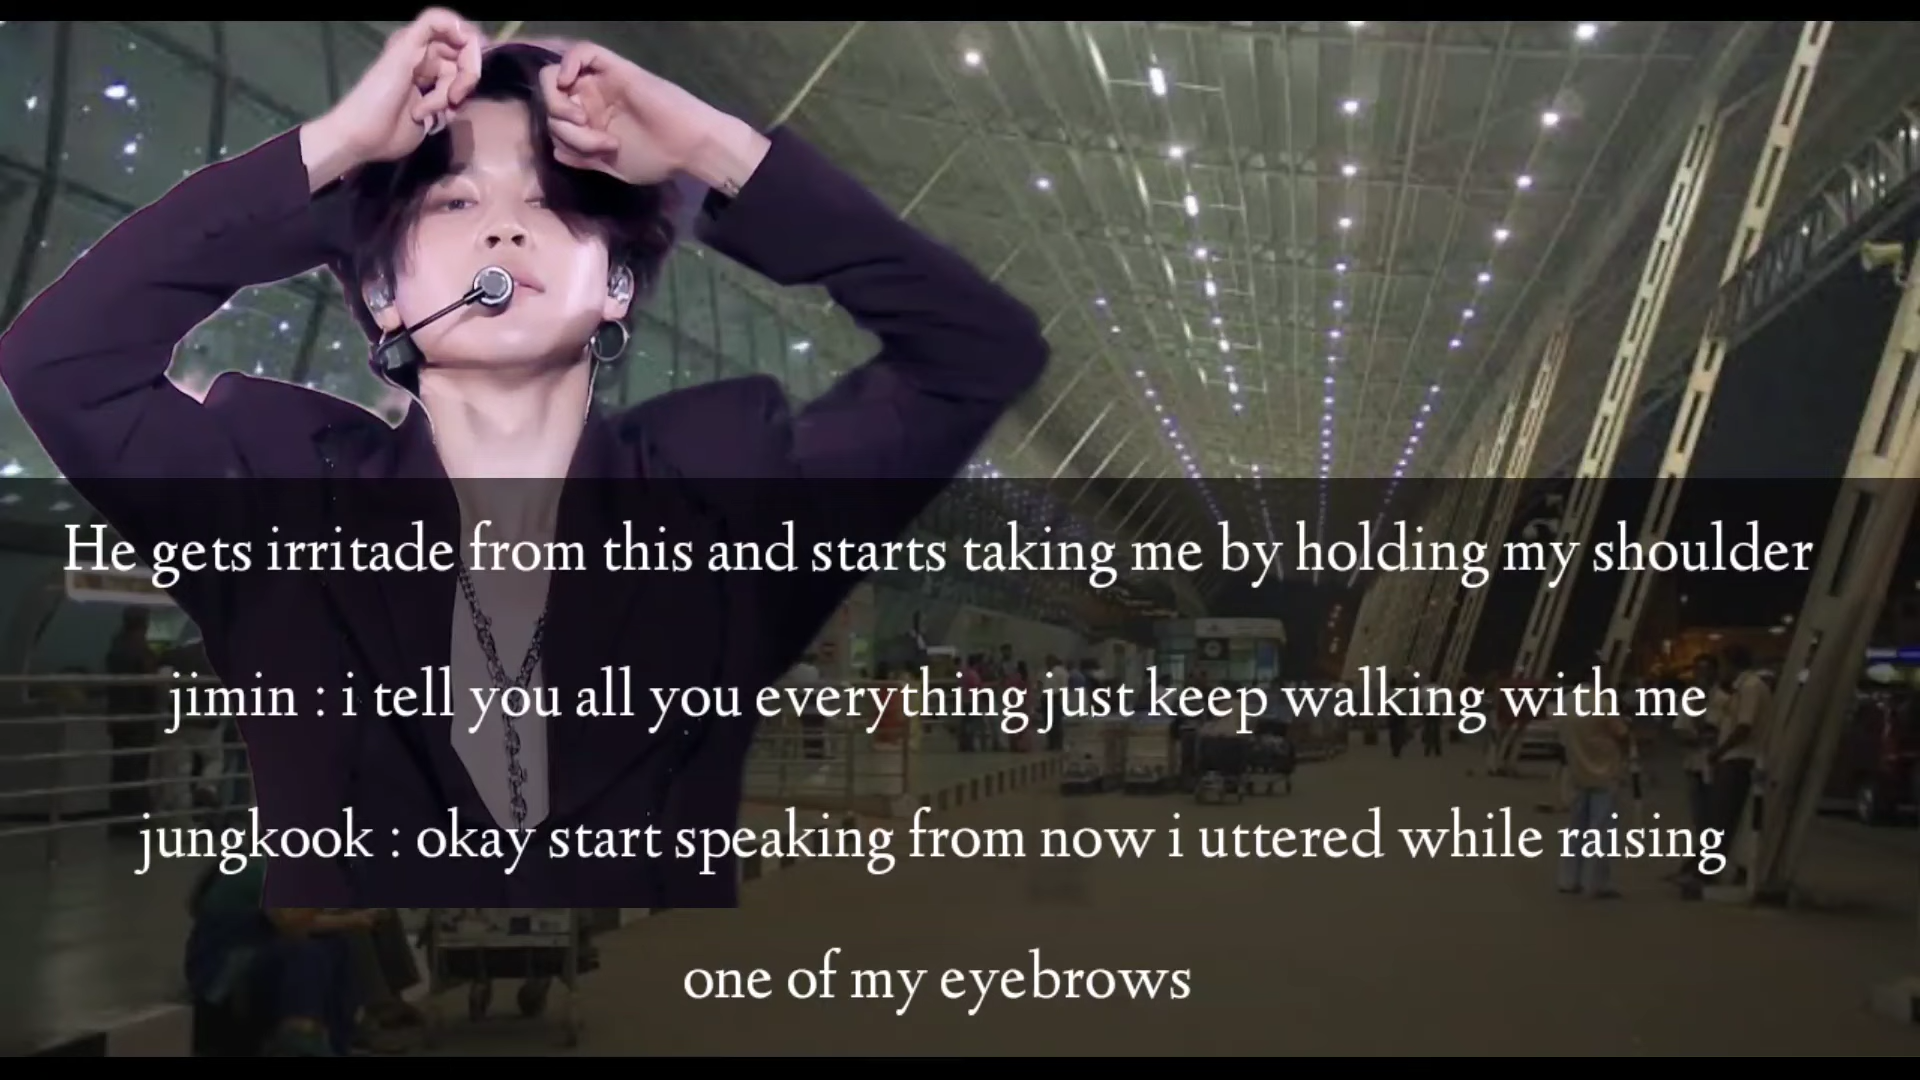 He gets irritade from this and starts taking me by holding my shoulder
jimin : i tell you all you everything just keep walking with me
jungkook : okay start speaking from now i uttered while raising
one of my eyebrows